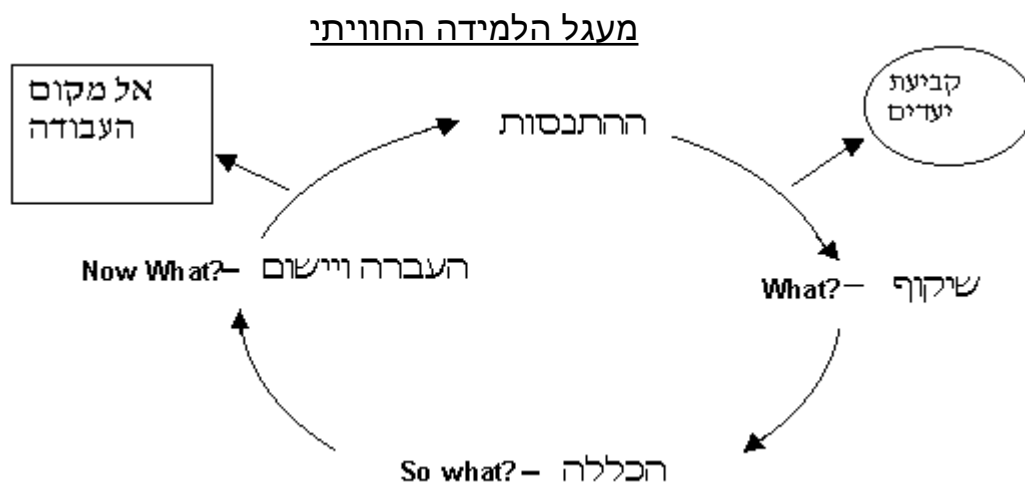 מעגל הלמידה החוויתי
קביעת
יעדים
אל מקום
העבודה
ההתנסות
שיקוף – What?
הכללה – So what?
העברה ויישום – Now What?